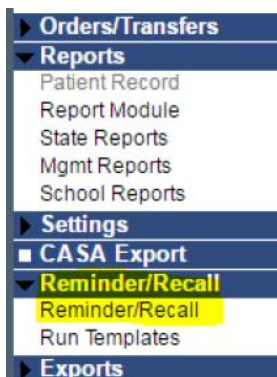 Orders/Transfers
Reports
Patient Record
Report Module
State Reports
Mgmt Reports
School Reports
Settings
CASA Export
Reminder/Recall
Reminder/Recall
Run Templates
Exports